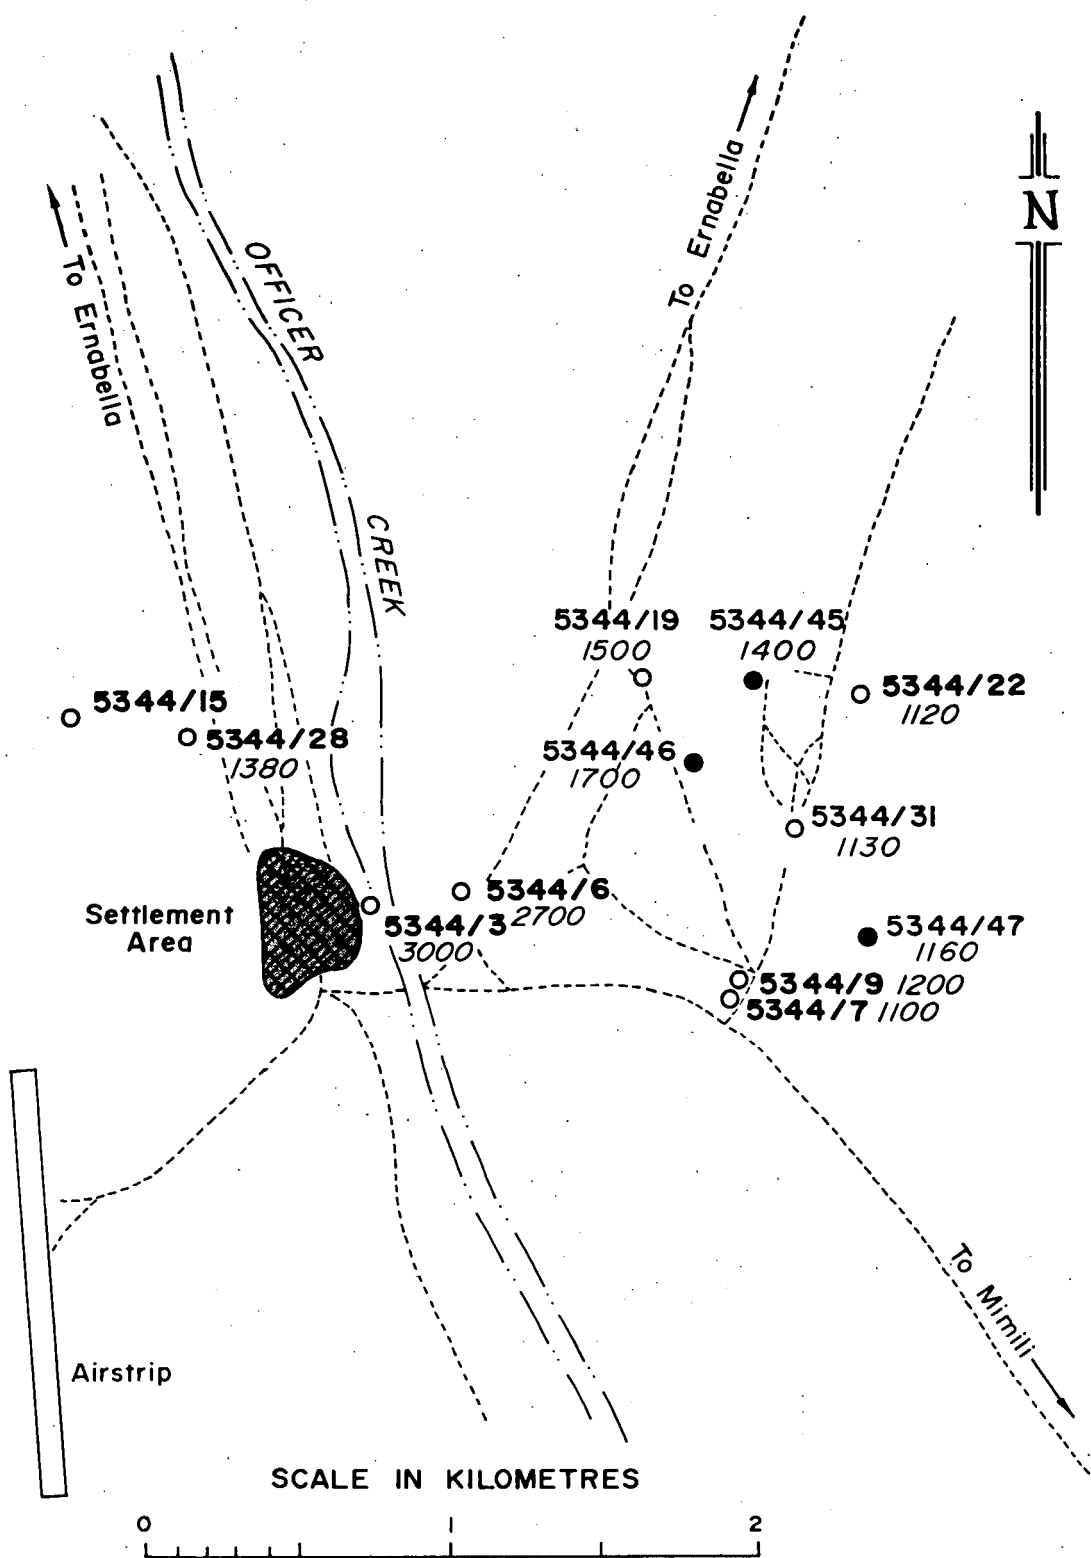 To Ernabella
To Ernabella
N
OFFICER
CREEK
5344/19
1500
5344/45
1400
5344/15
5344/22
1120
5344/28
1380
5344/46
1700
5344/31
1130
Settlement
Area
5344/6
2700
5344/3
3000
5344/47
1160
5344/9 1200
5344/7 1100
To Mimili
Airstrip
SCALE IN KILOMETRES
0 1 2